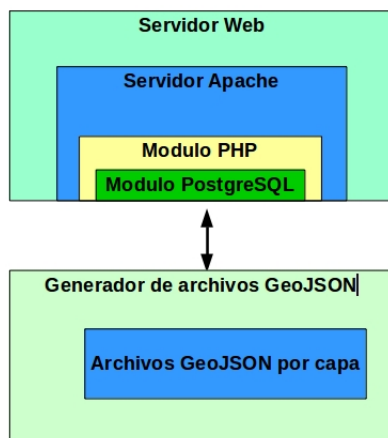 Servidor Web
Servidor Apache
Modulo PHP
Modulo PostgreSQL
Generador de archivos GeoJSON
Archivos GeoJSON por capa